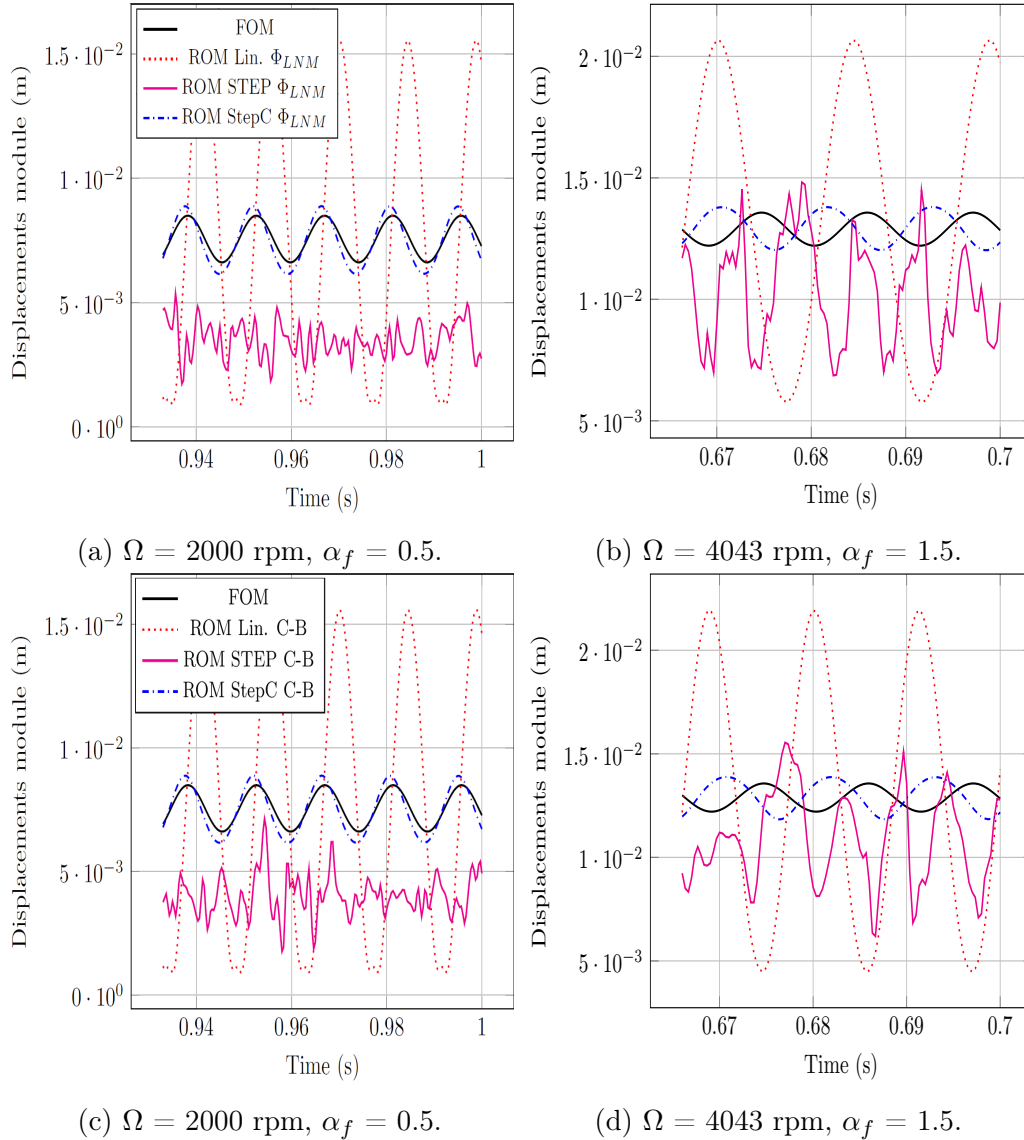 FOM
ROM Lin. Φ_LNM
ROM STEP Φ_LNM
ROM StepC Φ_LNM
Displacements module (m)
1.5·10⁻²
1·10⁻²
5·10⁻³
0·10⁰
0.94 0.96 0.98 1
Time (s)
(a) Ω = 2000 rpm, α_f = 0.5.
Displacements module (m)
2·10⁻²
1.5·10⁻²
1·10⁻²
5·10⁻³
0.67 0.68 0.69 0.7
Time (s)
(b) Ω = 4043 rpm, α_f = 1.5.
FOM
ROM Lin. C-B
ROM STEP C-B
ROM StepC C-B
Displacements module (m)
1.5·10⁻²
1·10⁻²
5·10⁻³
0·10⁰
0.94 0.96 0.98 1
Time (s)
(c) Ω = 2000 rpm, α_f = 0.5.
Displacements module (m)
2·10⁻²
1.5·10⁻²
1·10⁻²
5·10⁻³
0.67 0.68 0.69 0.7
Time (s)
(d) Ω = 4043 rpm, α_f = 1.5.